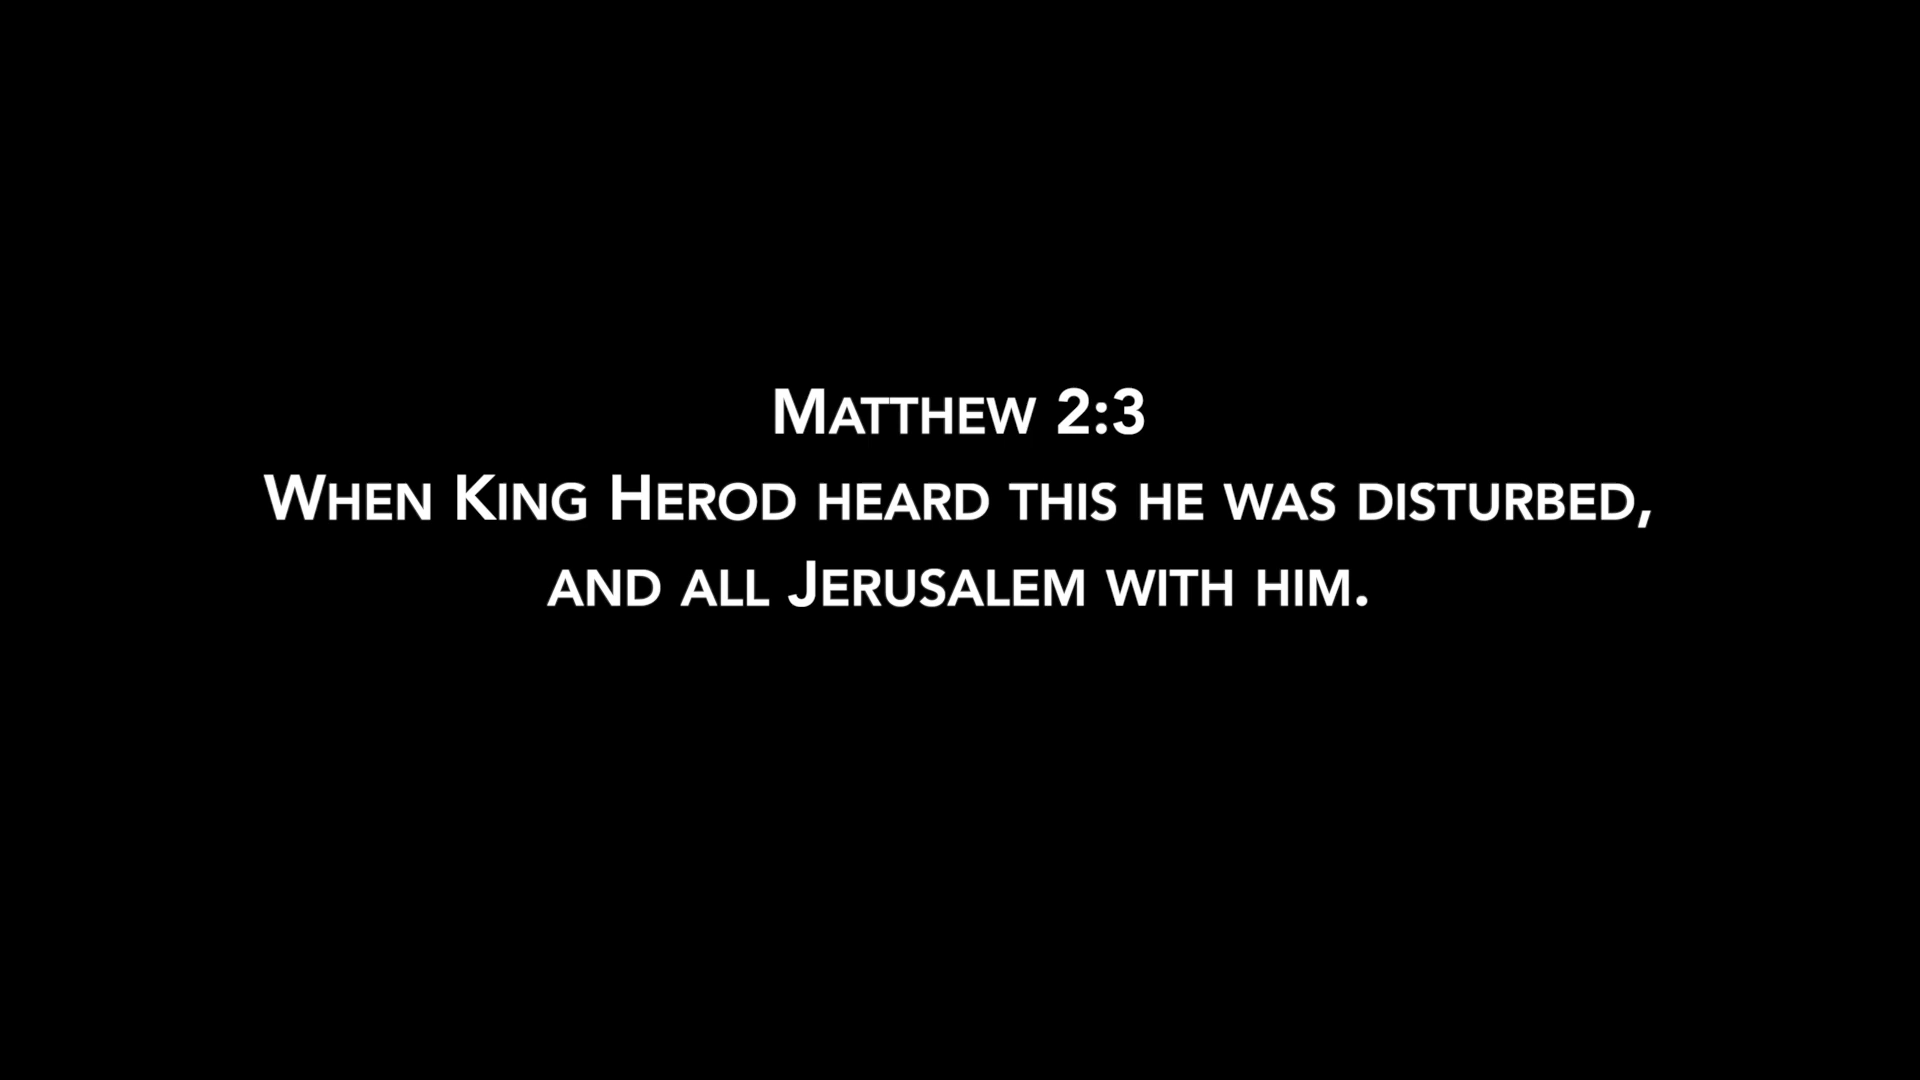 Matthew 2:3
When King Herod heard this he was disturbed,
and all Jerusalem with him.